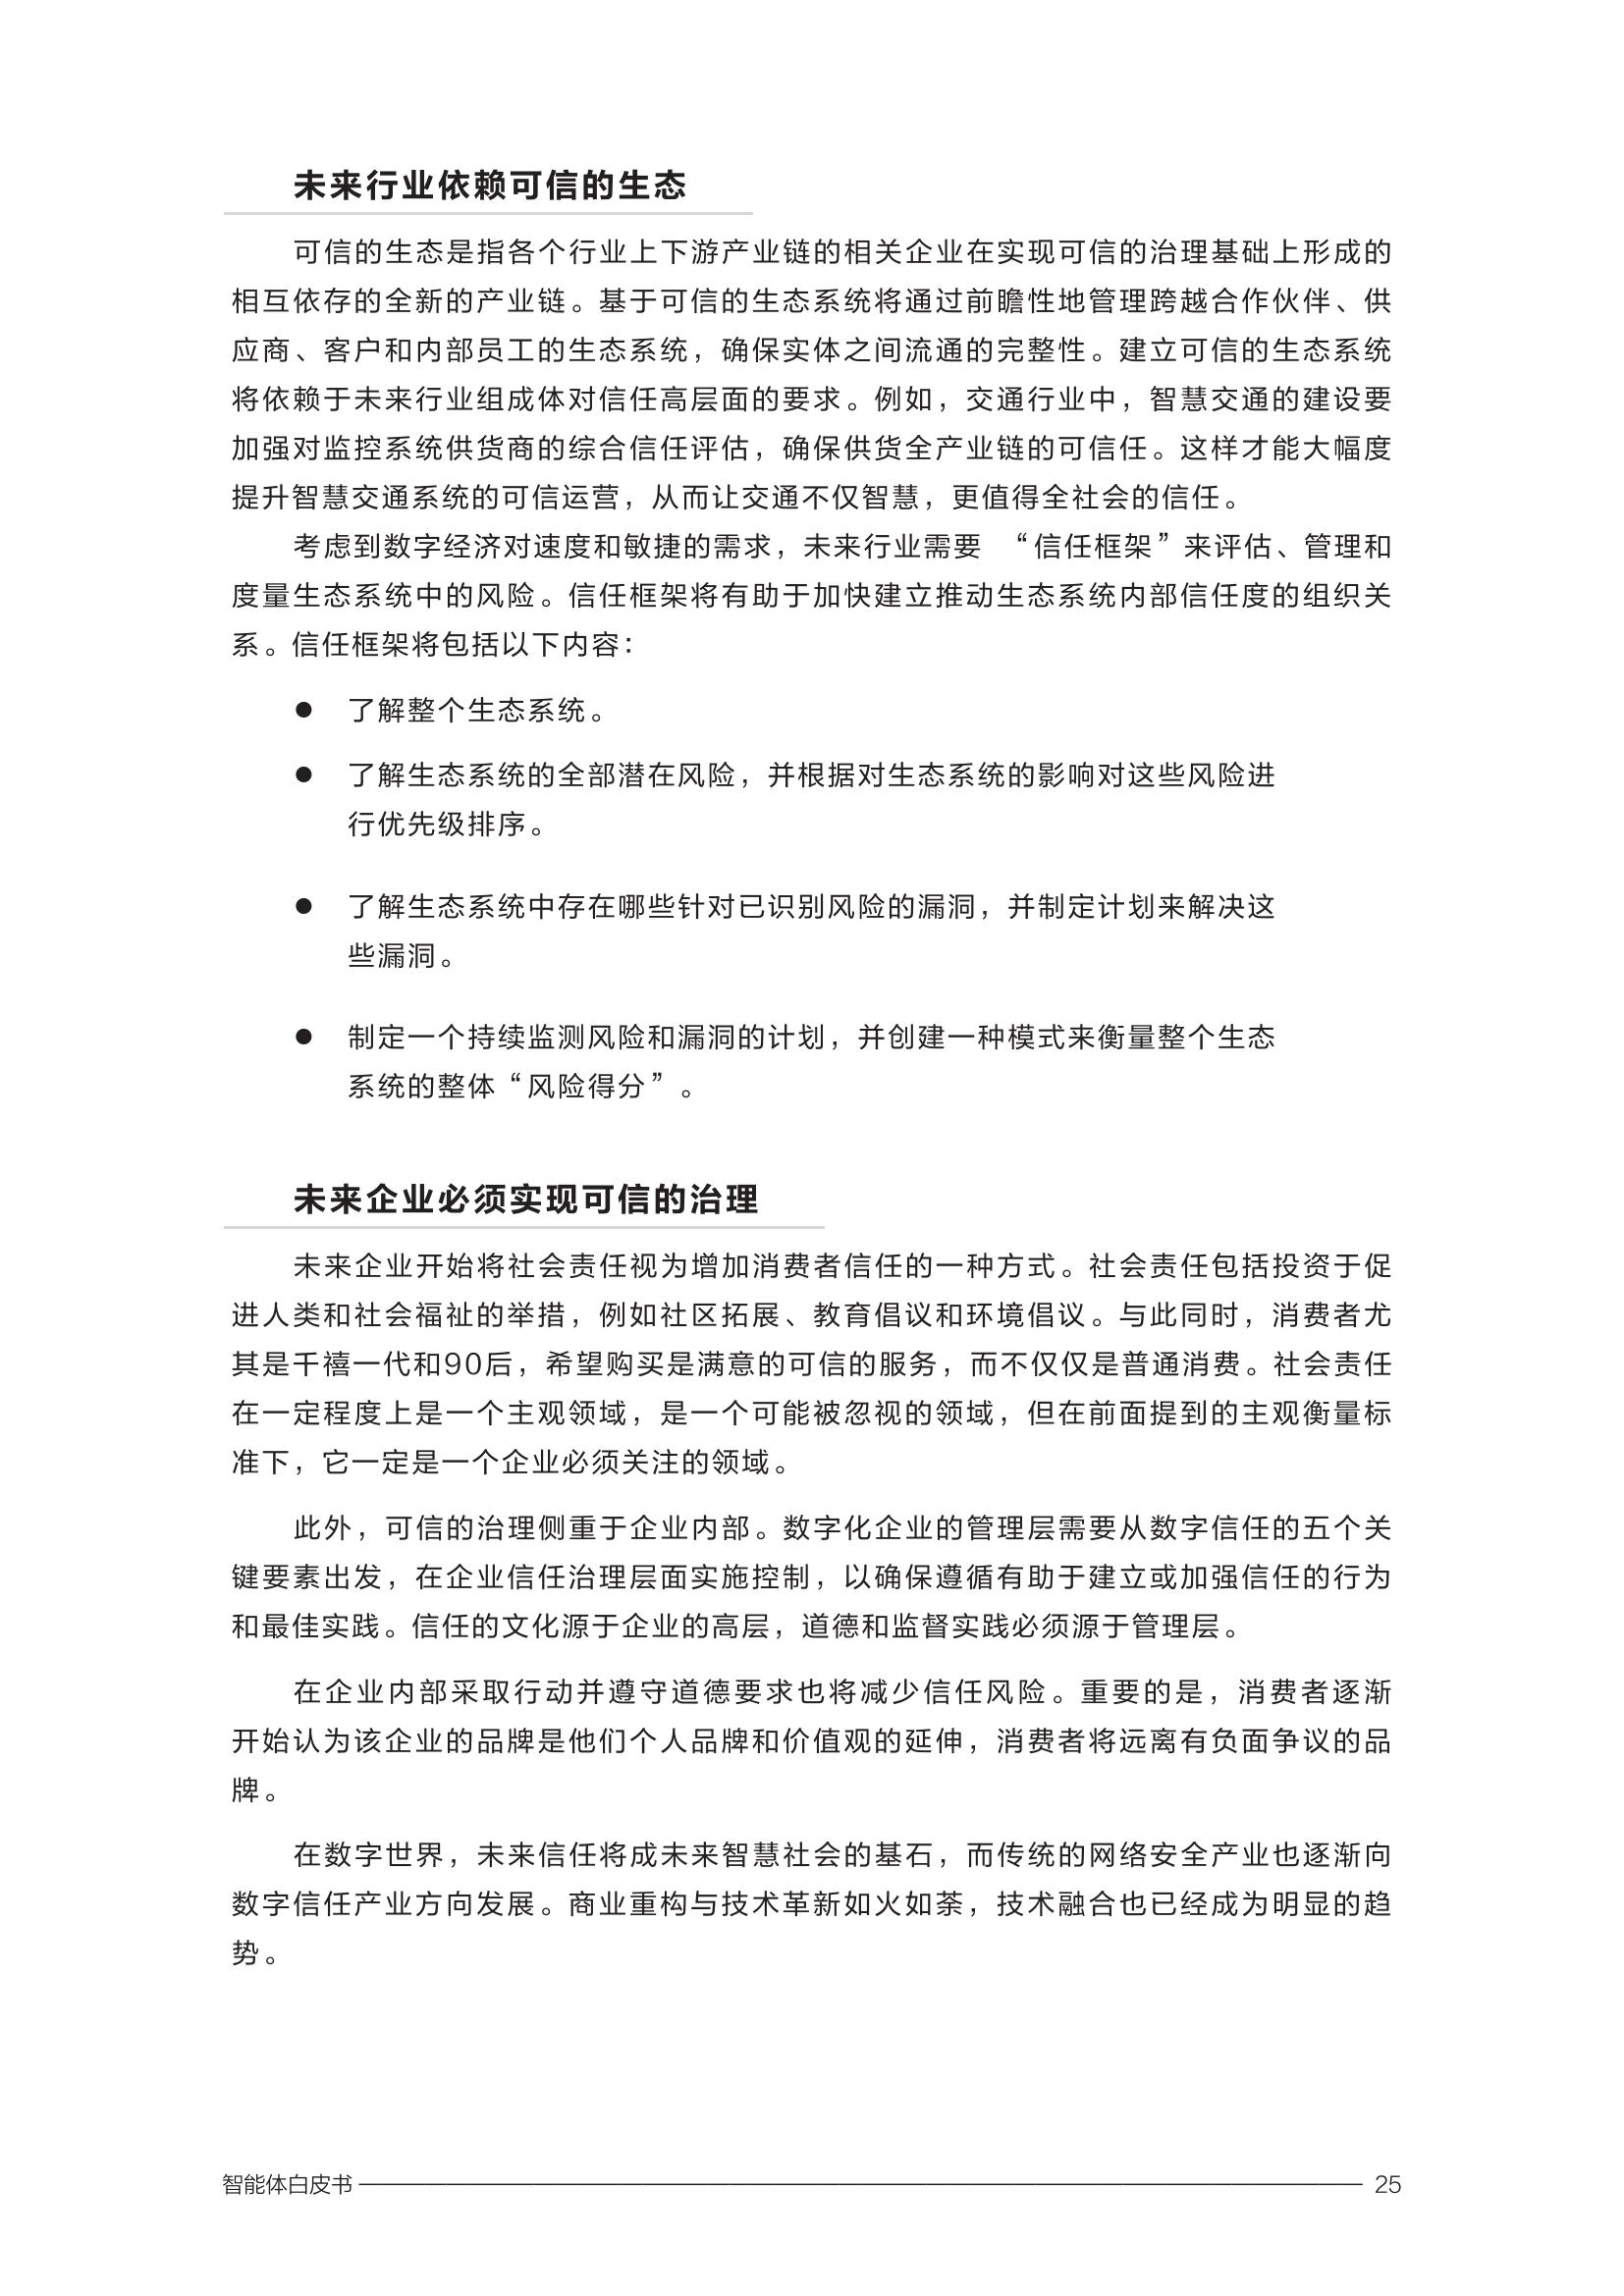 未来行业依赖可信的生态
可信的生态是指各个行业上下游产业链的相关企业在实现可信的治理基础上形成的
相互依存的全新的产业链。基于可信的生态系统将通过前瞻性地管理跨越合作伙伴、供
应商、客户和内部员工的生态系统，确保实体之间流通的完整性。建立可信的生态系统
将依赖于未来行业组成体对信任高层面的要求。例如，交通行业中，智慧交通的建设要
加强对监控系统供货商的综合信任评估，确保供货全产业链的可信任。这样才能大幅度
提升智慧交通系统的可信运营，从而让交通不仅智慧，更值得全社会的信任。
考虑到数字经济对速度和敏捷的需求，未来行业需要 “信任框架”来评估、管理和
度量生态系统中的风险。信任框架将有助于加快建立推动生态系统内部信任度的组织关
系。信任框架将包括以下内容：
● 了解整个生态系统。
● 了解生态系统的全部潜在风险，并根据对生态系统的影响对这些风险进
行优先级排序。
● 了解生态系统中存在哪些针对已识别风险的漏洞，并制定计划来解决这
些漏洞。
● 制定一个持续监测风险和漏洞的计划，并创建一种模式来衡量整个生态
系统的整体“风险得分”。
未来企业必须实现可信的治理
未来企业开始将社会责任视为增加消费者信任的一种方式。社会责任包括投资于促
进人类和社会福祉的举措，例如社区拓展、教育倡议和环境倡议。与此同时，消费者尤
其是千禧一代和90后，希望购买是满意的可信的服务，而不仅仅是普通消费。社会责任
在一定程度上是一个主观领域，是一个可能被忽视的领域，但在前面提到的主观衡量标
准下，它一定是一个企业必须关注的领域。
此外，可信的治理侧重于企业内部。数字化企业的管理层需要从数字信任的五个关
键要素出发，在企业信任治理层面实施控制，以确保遵循有助于建立或加强信任的行为
和最佳实践。信任的文化源于企业的高层，道德和监督实践必须源于管理层。
在企业内部采取行动并遵守道德要求也将减少信任风险。重要的是，消费者逐渐
开始认为该企业的品牌是他们个人品牌和价值观的延伸，消费者将远离有负面争议的品
牌。
在数字世界，未来信任将成未来智慧社会的基石，而传统的网络安全产业也逐渐向
数字信任产业方向发展。商业重构与技术革新如火如荼，技术融合也已经成为明显的趋
势。
智能体白皮书 25